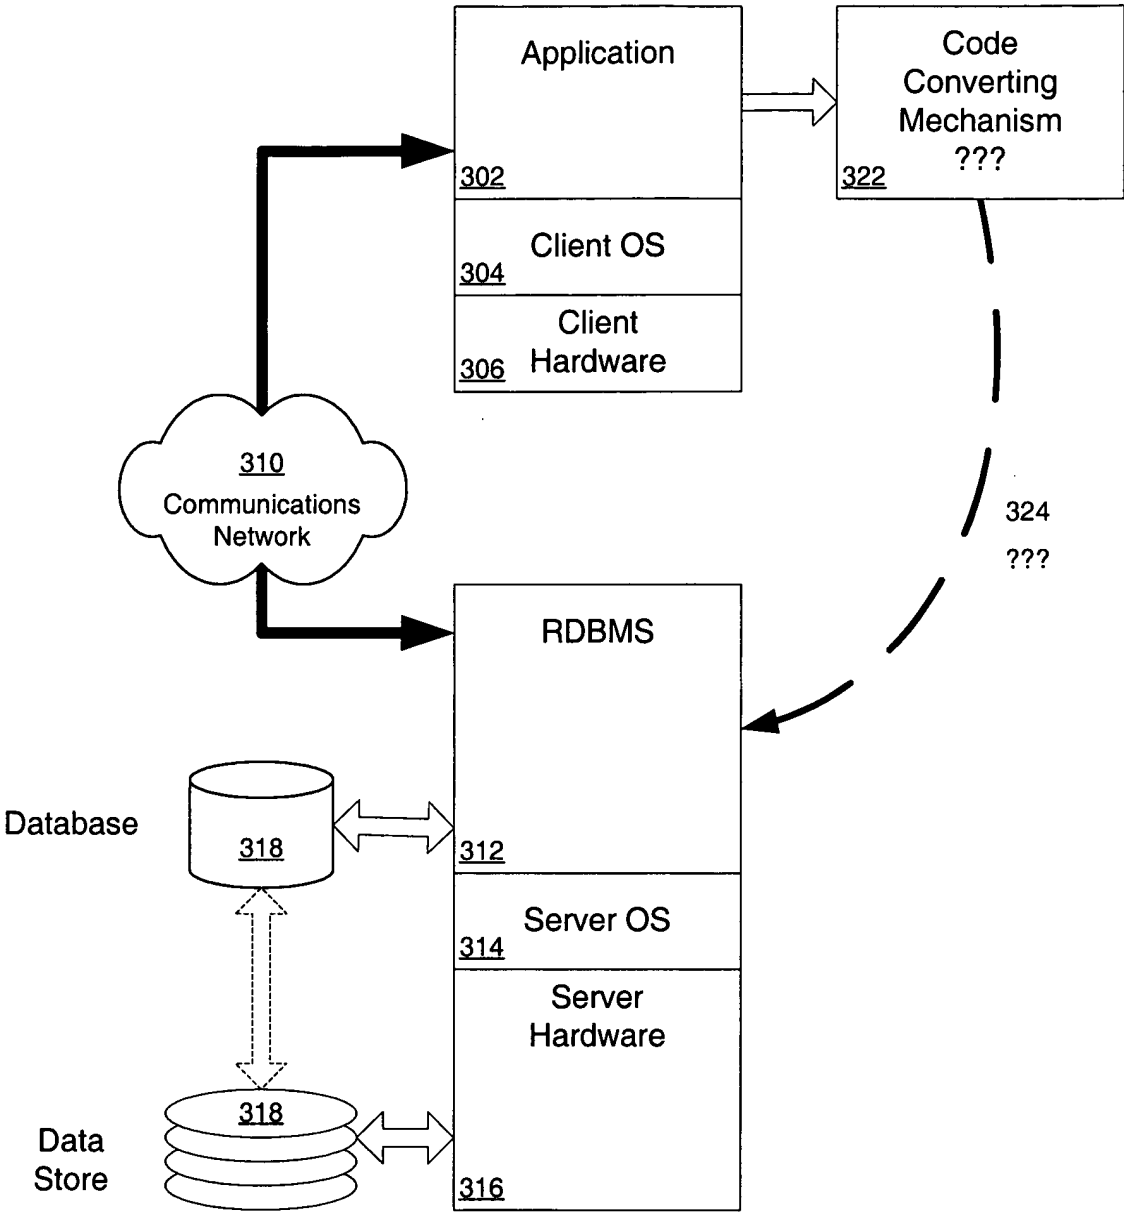 Application
302
Code
Converting
Mechanism
???
322
Client OS
304
Client
Hardware
306
310
Communications
Network
324
???
RDBMS
312
Database
318
Server OS
314
Server
Hardware
316
318
Data
Store